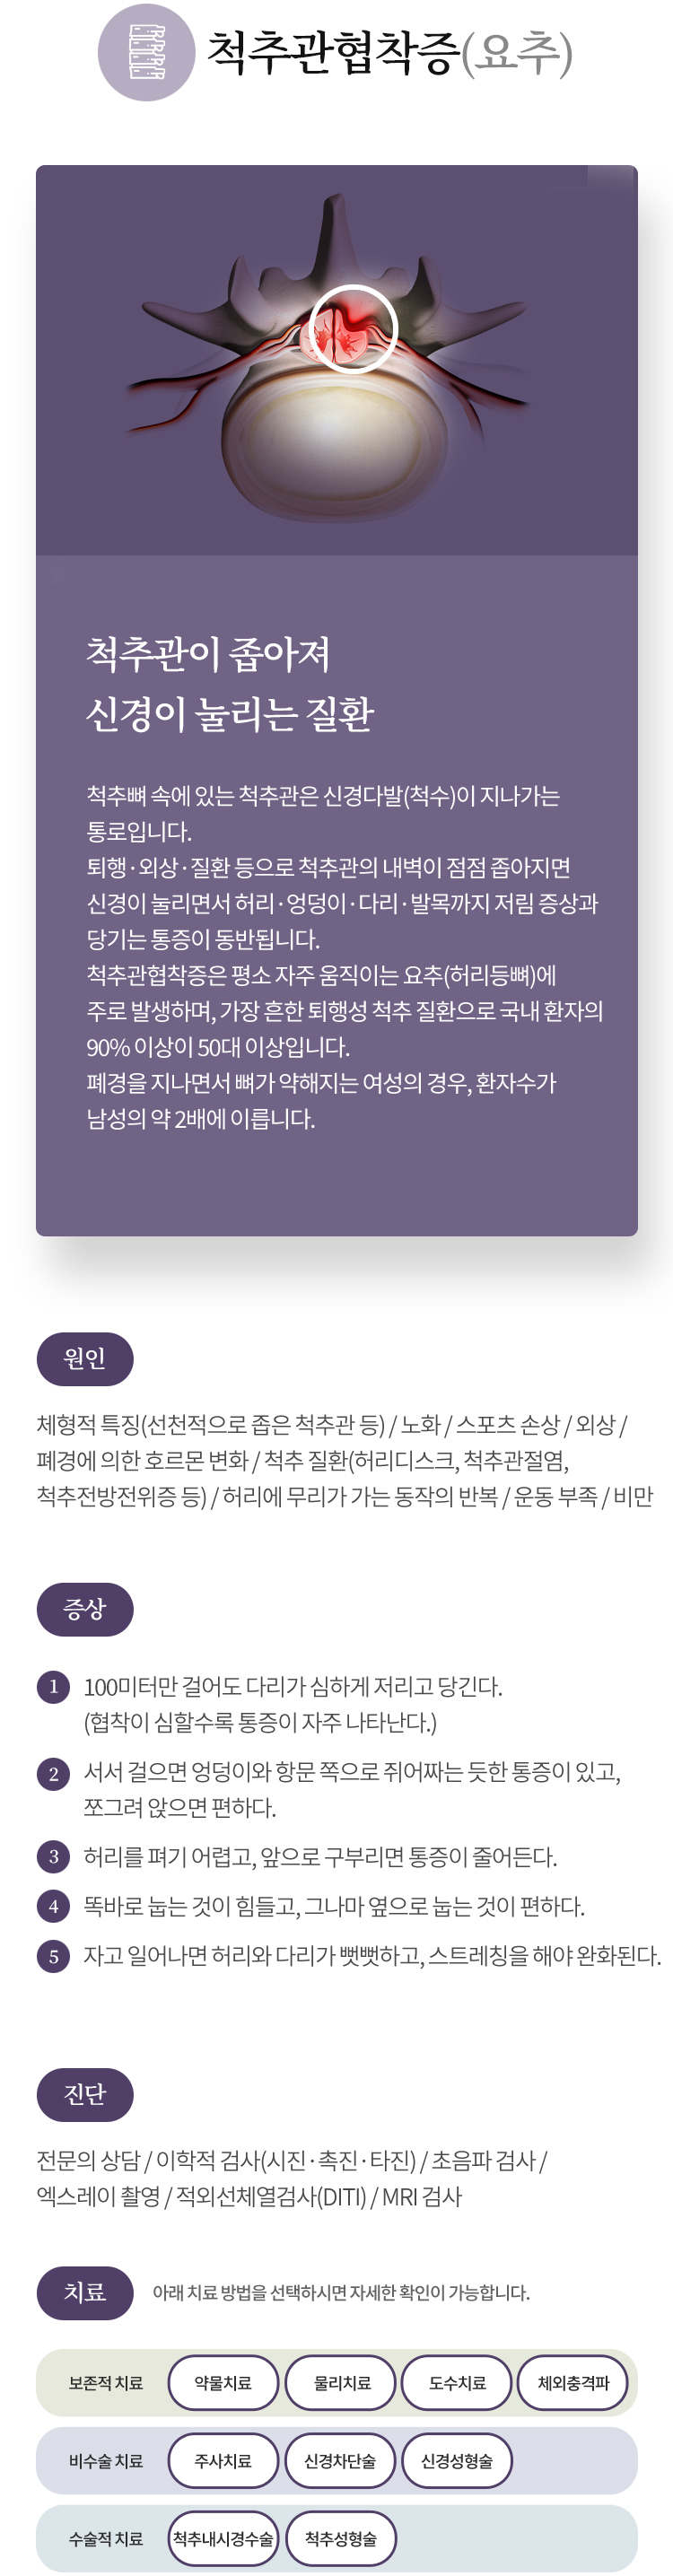 척추관협착증(요추)
척추관이 좁아져
신경이 눌리는 질환
척추뼈 속에 있는 척추관은 신경다발(척수)이 지나가는
통로입니다.
퇴행·외상·질환 등으로 척추관의 내벽이 점점 좁아지면
신경이 눌리면서 허리·엉덩이·다리·발목까지 저림 증상과
당기는 통증이 동반됩니다.
척추관협착증은 평소 자주 움직이는 요추(허리등뼈)에
주로 발생하며, 가장 흔한 퇴행성 척추 질환으로 국내 환자의
90% 이상이 50대 이상입니다.
폐경을 지나면서 뼈가 약해지는 여성의 경우, 환자수가
남성의 약 2배에 이릅니다.
원인
체형적 특징(선천적으로 좁은 척추관 등) / 노화 / 스포츠 손상 / 외상 /
폐경에 의한 호르몬 변화 / 척추 질환(허리디스크, 척추관절염,
척추전방전위증 등) / 허리에 무리가 가는 동작의 반복 / 운동 부족 / 비만
증상
1 100미터만 걸어도 다리가 심하게 저리고 당긴다.
(협착이 심할수록 통증이 자주 나타난다.)
2 서서 걸으면 엉덩이와 항문 쪽으로 쥐어짜는 듯한 통증이 있고,
쪼그려 앉으면 편하다.
3 허리를 펴기 어렵고, 앞으로 구부리면 통증이 줄어든다.
4 똑바로 눕는 것이 힘들고, 그나마 옆으로 눕는 것이 편하다.
5 자고 일어나면 허리와 다리가 뻣뻣하고, 스트레칭을 해야 완화된다.
진단
전문의 상담 / 이학적 검사(시진·촉진·타진) / 초음파 검사 /
엑스레이 촬영 / 적외선체열검사(DITI) / MRI 검사
치료 아래 치료 방법을 선택하시면 자세한 확인이 가능합니다.
보존적 치료 약물치료 물리치료 도수치료 체외충격파
비수술 치료 주사치료 신경차단술 신경성형술
수술적 치료 척추내시경수술 척추성형술